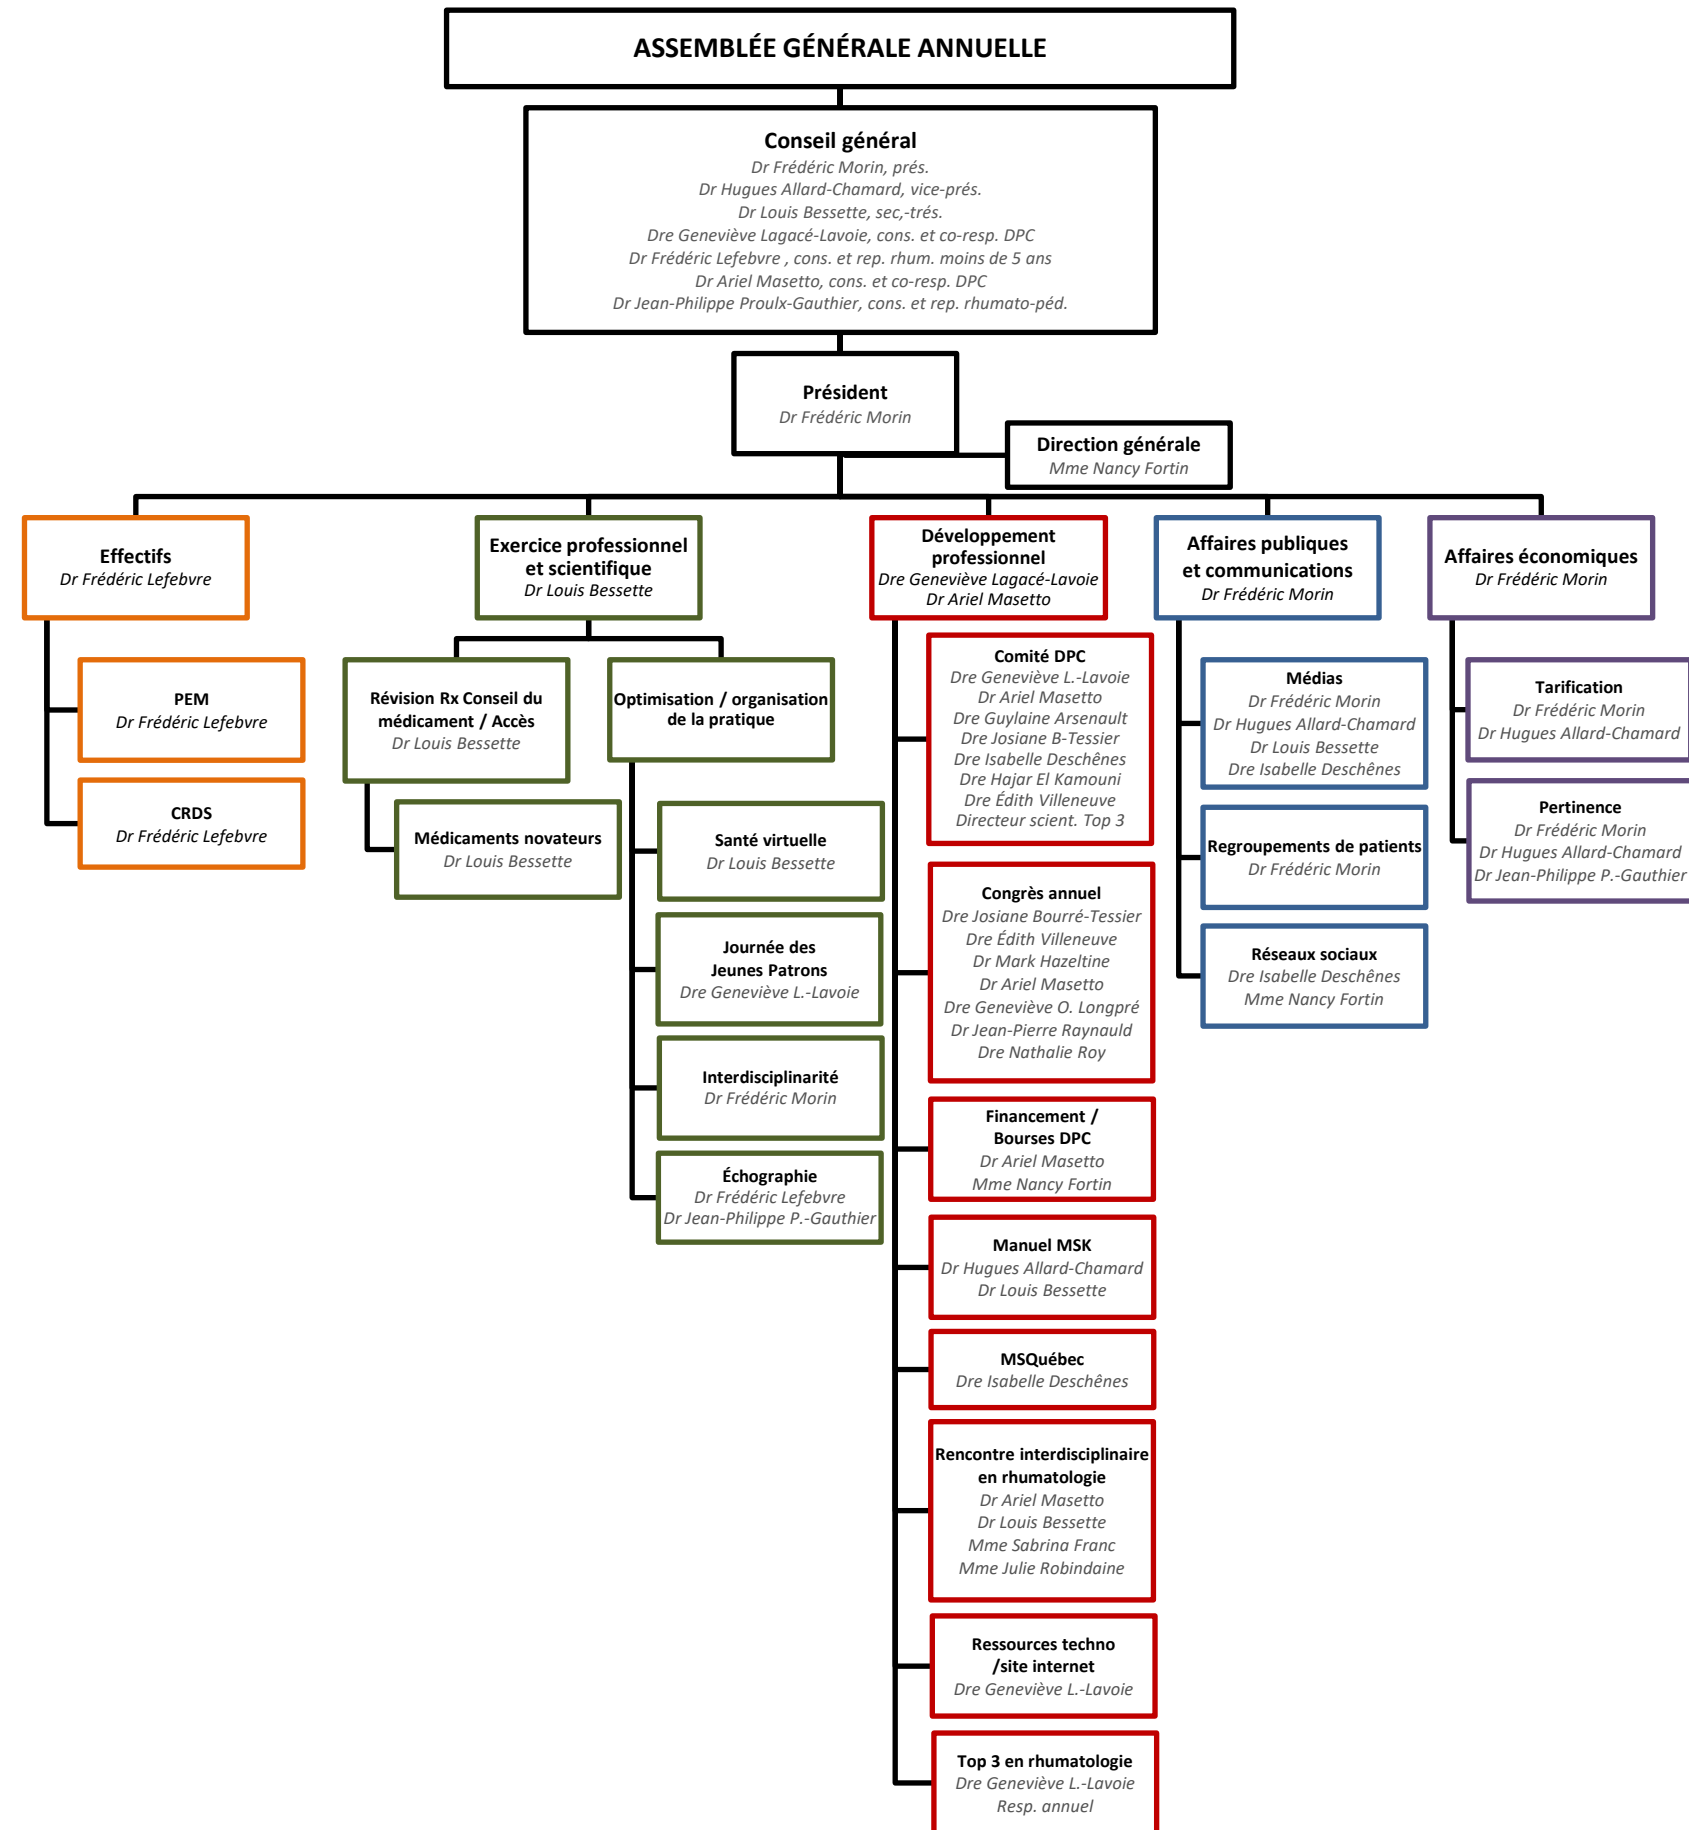 ASSEMBLÉE GÉNÉRALE ANNUELLE
Conseil général
Dr Frédéric Morin, prés.
Dr Hugues Allard-Chamard, vice-prés.
Dr Louis Bessette, sec,-trés.
Dre Geneviève Lagacé-Lavoie, cons. et co-resp. DPC
Dr Frédéric Lefebvre , cons. et rep. rhum. moins de 5 ans
Dr Ariel Masetto, cons. et co-resp. DPC
Dr Jean-Philippe Proulx-Gauthier, cons. et rep. rhumato-péd.
Président
Dr Frédéric Morin
Direction générale
Mme Nancy Fortin
Effectifs
Dr Frédéric Lefebvre
PEM
Dr Frédéric Lefebvre
CRDS
Dr Frédéric Lefebvre
Exercice professionnel
et scientifique
Dr Louis Bessette
Révision Rx Conseil du
médicament / Accès
Dr Louis Bessette
Médicaments novateurs
Dr Louis Bessette
Optimisation / organisation
de la pratique
Santé virtuelle
Dr Louis Bessette
Journée des
Jeunes Patrons
Dre Geneviève L.-Lavoie
Interdisciplinarité
Dr Frédéric Morin
Échographie
Dr Frédéric Lefebvre
Dr Jean-Philippe P.-Gauthier
Développement
professionnel
Dre Geneviève Lagacé-Lavoie
Dr Ariel Masetto
Comité DPC
Dre Geneviève L.-Lavoie
Dr Ariel Masetto
Dre Guylaine Arsenault
Dre Josiane B-Tessier
Dre Isabelle Deschênes
Dre Hajar El Kamouni
Dre Édith Villeneuve
Directeur scient. Top 3
Congrès annuel
Dre Josiane Bourré-Tessier
Dre Édith Villeneuve
Dr Mark Hazeltine
Dr Ariel Masetto
Dre Geneviève O. Longpré
Dr Jean-Pierre Raynauld
Dre Nathalie Roy
Financement /
Bourses DPC
Dr Ariel Masetto
Mme Nancy Fortin
Manuel MSK
Dr Hugues Allard-Chamard
Dr Louis Bessette
MSQuébec
Dre Isabelle Deschênes
Rencontre interdisciplinaire
en rhumatologie
Dr Ariel Masetto
Dr Louis Bessette
Mme Sabrina Franc
Mme Julie Robindaine
Ressources techno
/site internet
Dre Geneviève L.-Lavoie
Top 3 en rhumatologie
Dre Geneviève L.-Lavoie
Resp. annuel
Affaires publiques
et communications
Dr Frédéric Morin
Médias
Dr Frédéric Morin
Dr Hugues Allard-Chamard
Dr Louis Bessette
Dre Isabelle Deschênes
Regroupements de patients
Dr Frédéric Morin
Réseaux sociaux
Dre Isabelle Deschênes
Mme Nancy Fortin
Affaires économiques
Dr Frédéric Morin
Tarification
Dr Frédéric Morin
Dr Hugues Allard-Chamard
Pertinence
Dr Frédéric Morin
Dr Hugues Allard-Chamard
Dr Jean-Philippe P.-Gauthier